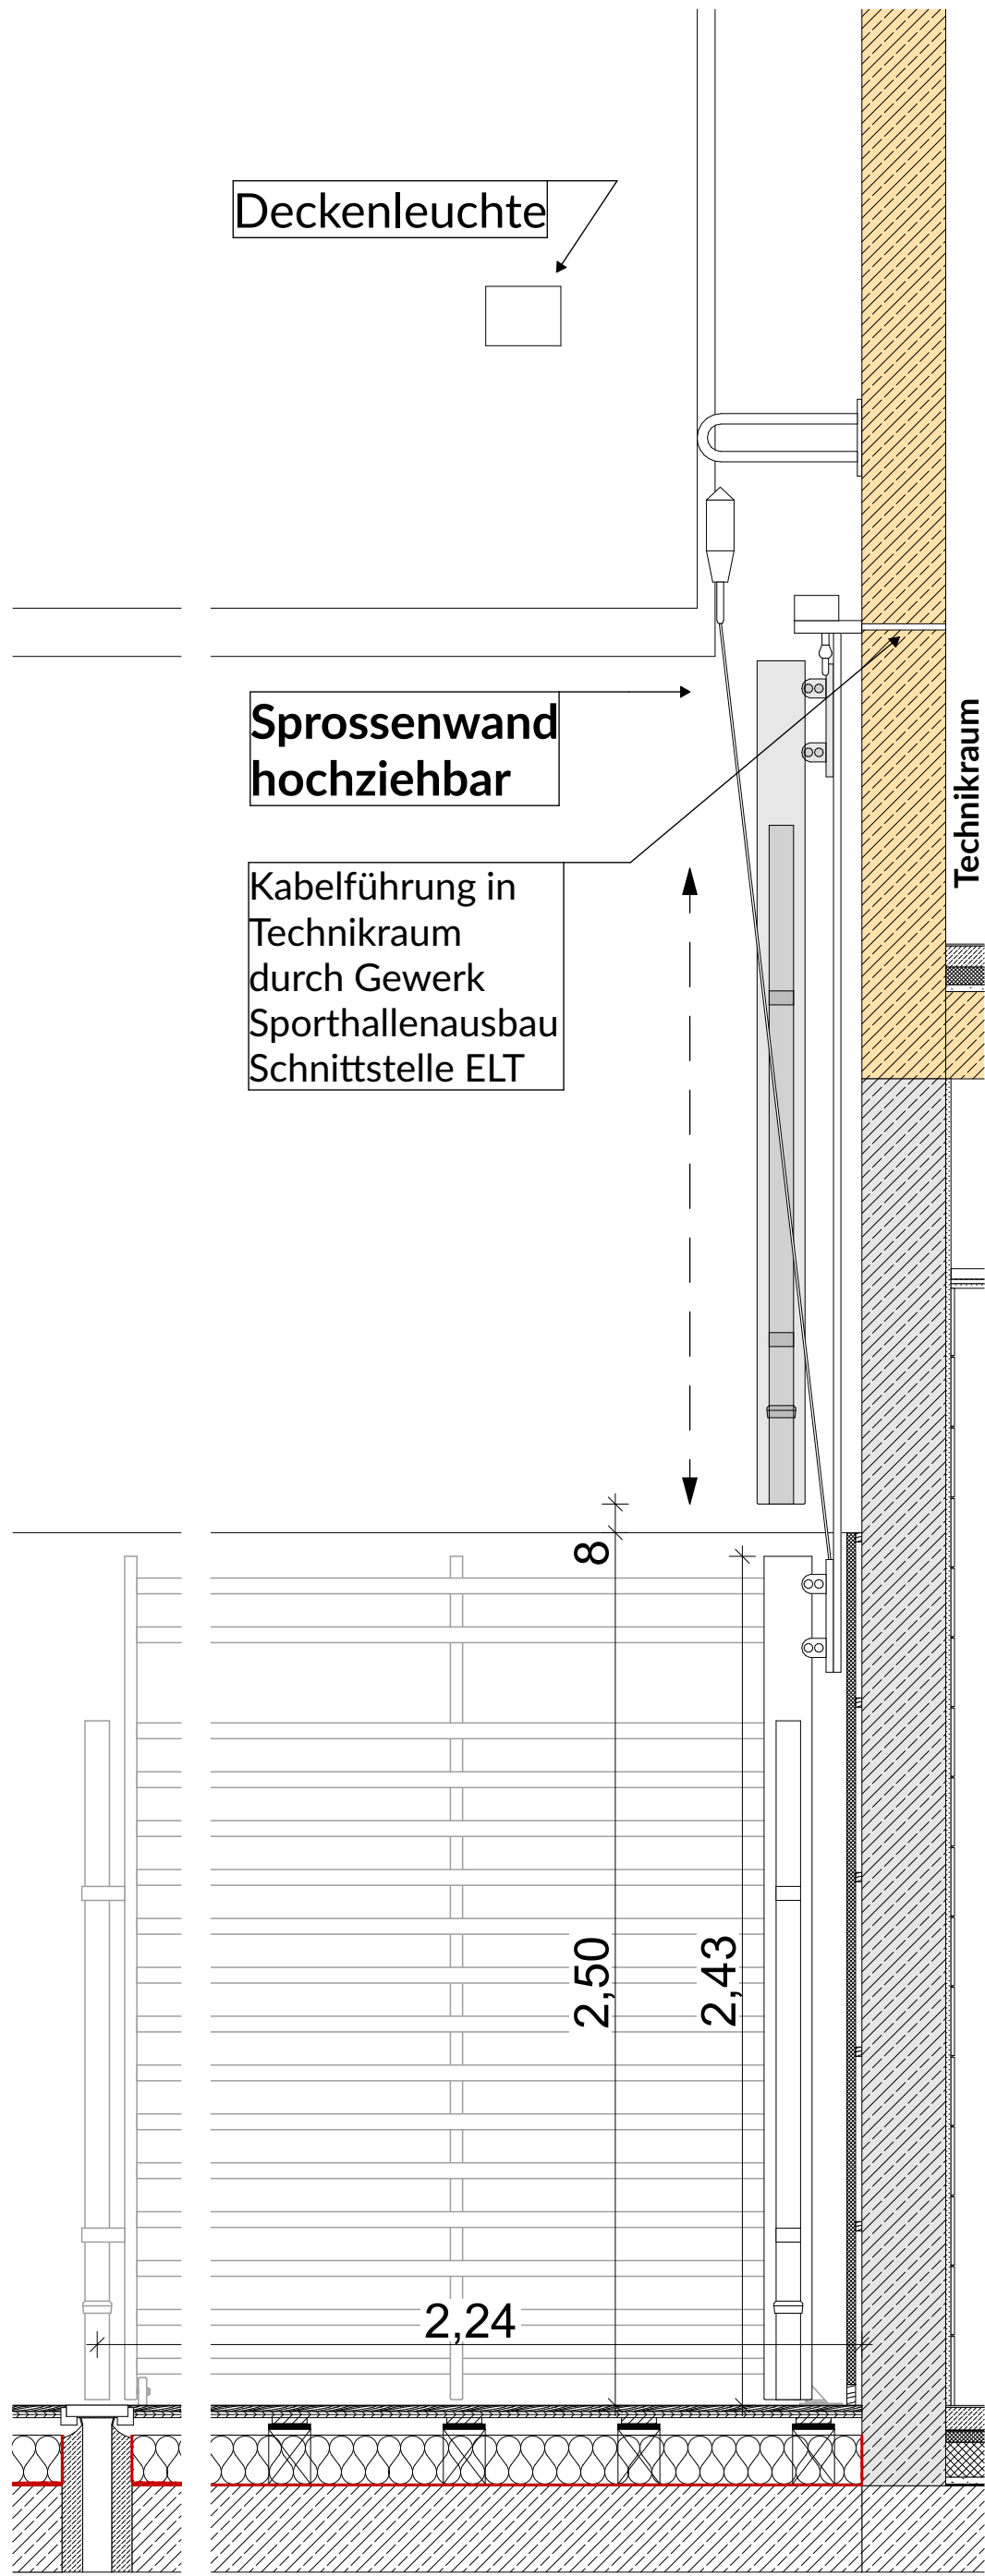 Deckenleuchte
Sprossenwand
hochziehbar
Technikraum
Kabelführung in
Technikraum
durch Gewerk
Sporthallenausbau
Schnittstelle ELT
8
2,50
2,43
2,24